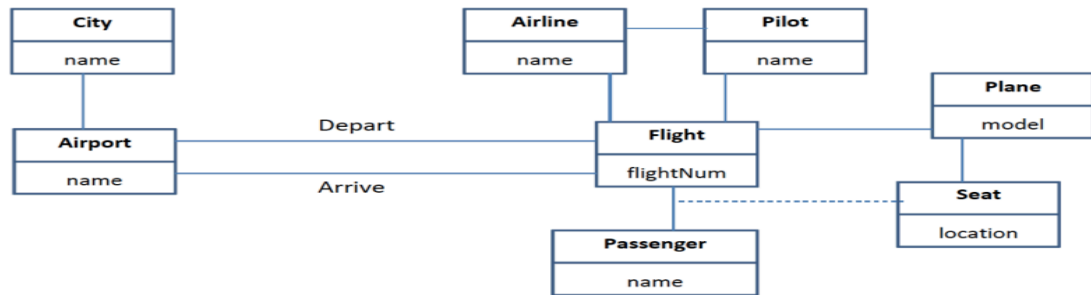 City
name
Airline
name
Pilot
name
Plane
model
Airport
name
Depart
Arrive
Flight
flightNum
Seat
location
Passenger
name